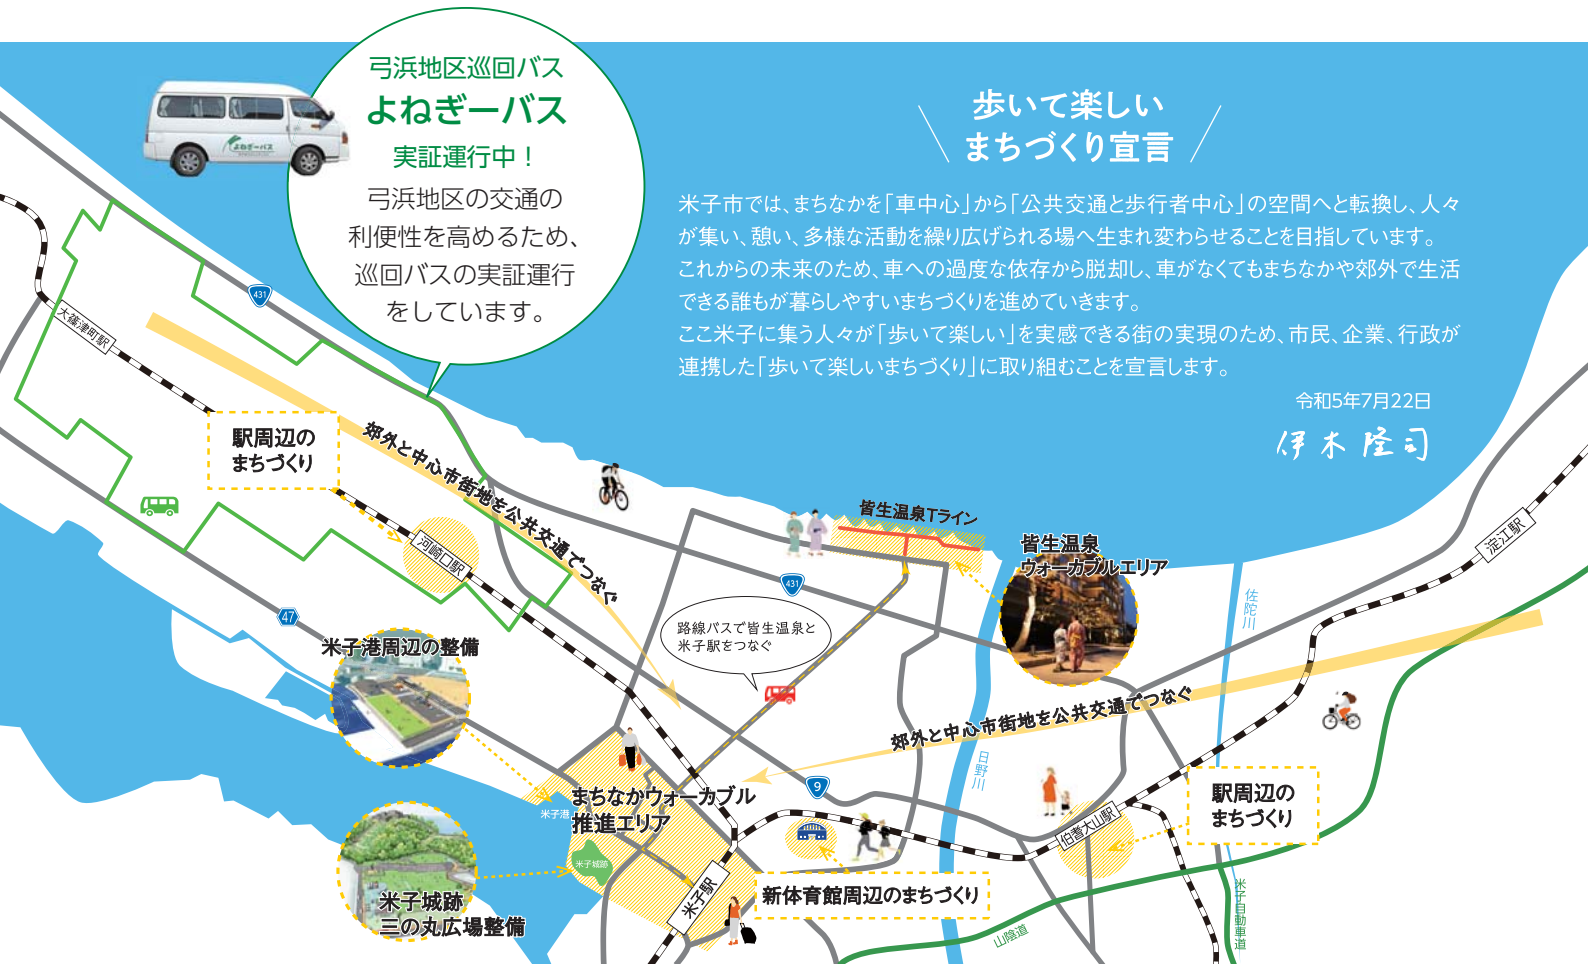 弓浜地区巡回バス
よねぎーバス
実証運行中！
弓浜地区の交通の
利便性を高めるため、
巡回バスの実証運行
をしています。
よねぎーバス
歩いて楽しい
まちづくり宣言
米子市では、まちなかを「車中心」から「公共交通と歩行者中心」の空間へと転換し、人々
が集い、憩い、多様な活動を繰り広げられる場へ生まれ変わらせることを目指しています。
これからの未来のため、車への過度な依存から脱却し、車がなくてもまちなかや郊外で生活
できる誰もが暮らしやすいまちづくりを進めていきます。
ここ米子に集う人々が「歩いて楽しい」を実感できる街の実現のため、市民、企業、行政が
連携した「歩いて楽しいまちづくり」に取り組むことを宣言します。
令和5年7月22日
伊木隆司
431
大篠津町駅
駅周辺の
まちづくり
郊外と中心市街地を公共交通でつなぐ
河崎口駅
47
皆生温泉Tライン
皆生温泉
ウォーカブルエリア
431
淀江駅
佐陀川
路線バスで皆生温泉と
米子駅をつなぐ
米子港周辺の整備
郊外と中心市街地を公共交通でつなぐ
日野川
9
まちなかウォーカブル
推進エリア
米子港
米子城跡
米子城跡
三の丸広場整備
米子駅
新体育館周辺のまちづくり
伯耆大山駅
駅周辺の
まちづくり
山陰道
米子自動車道